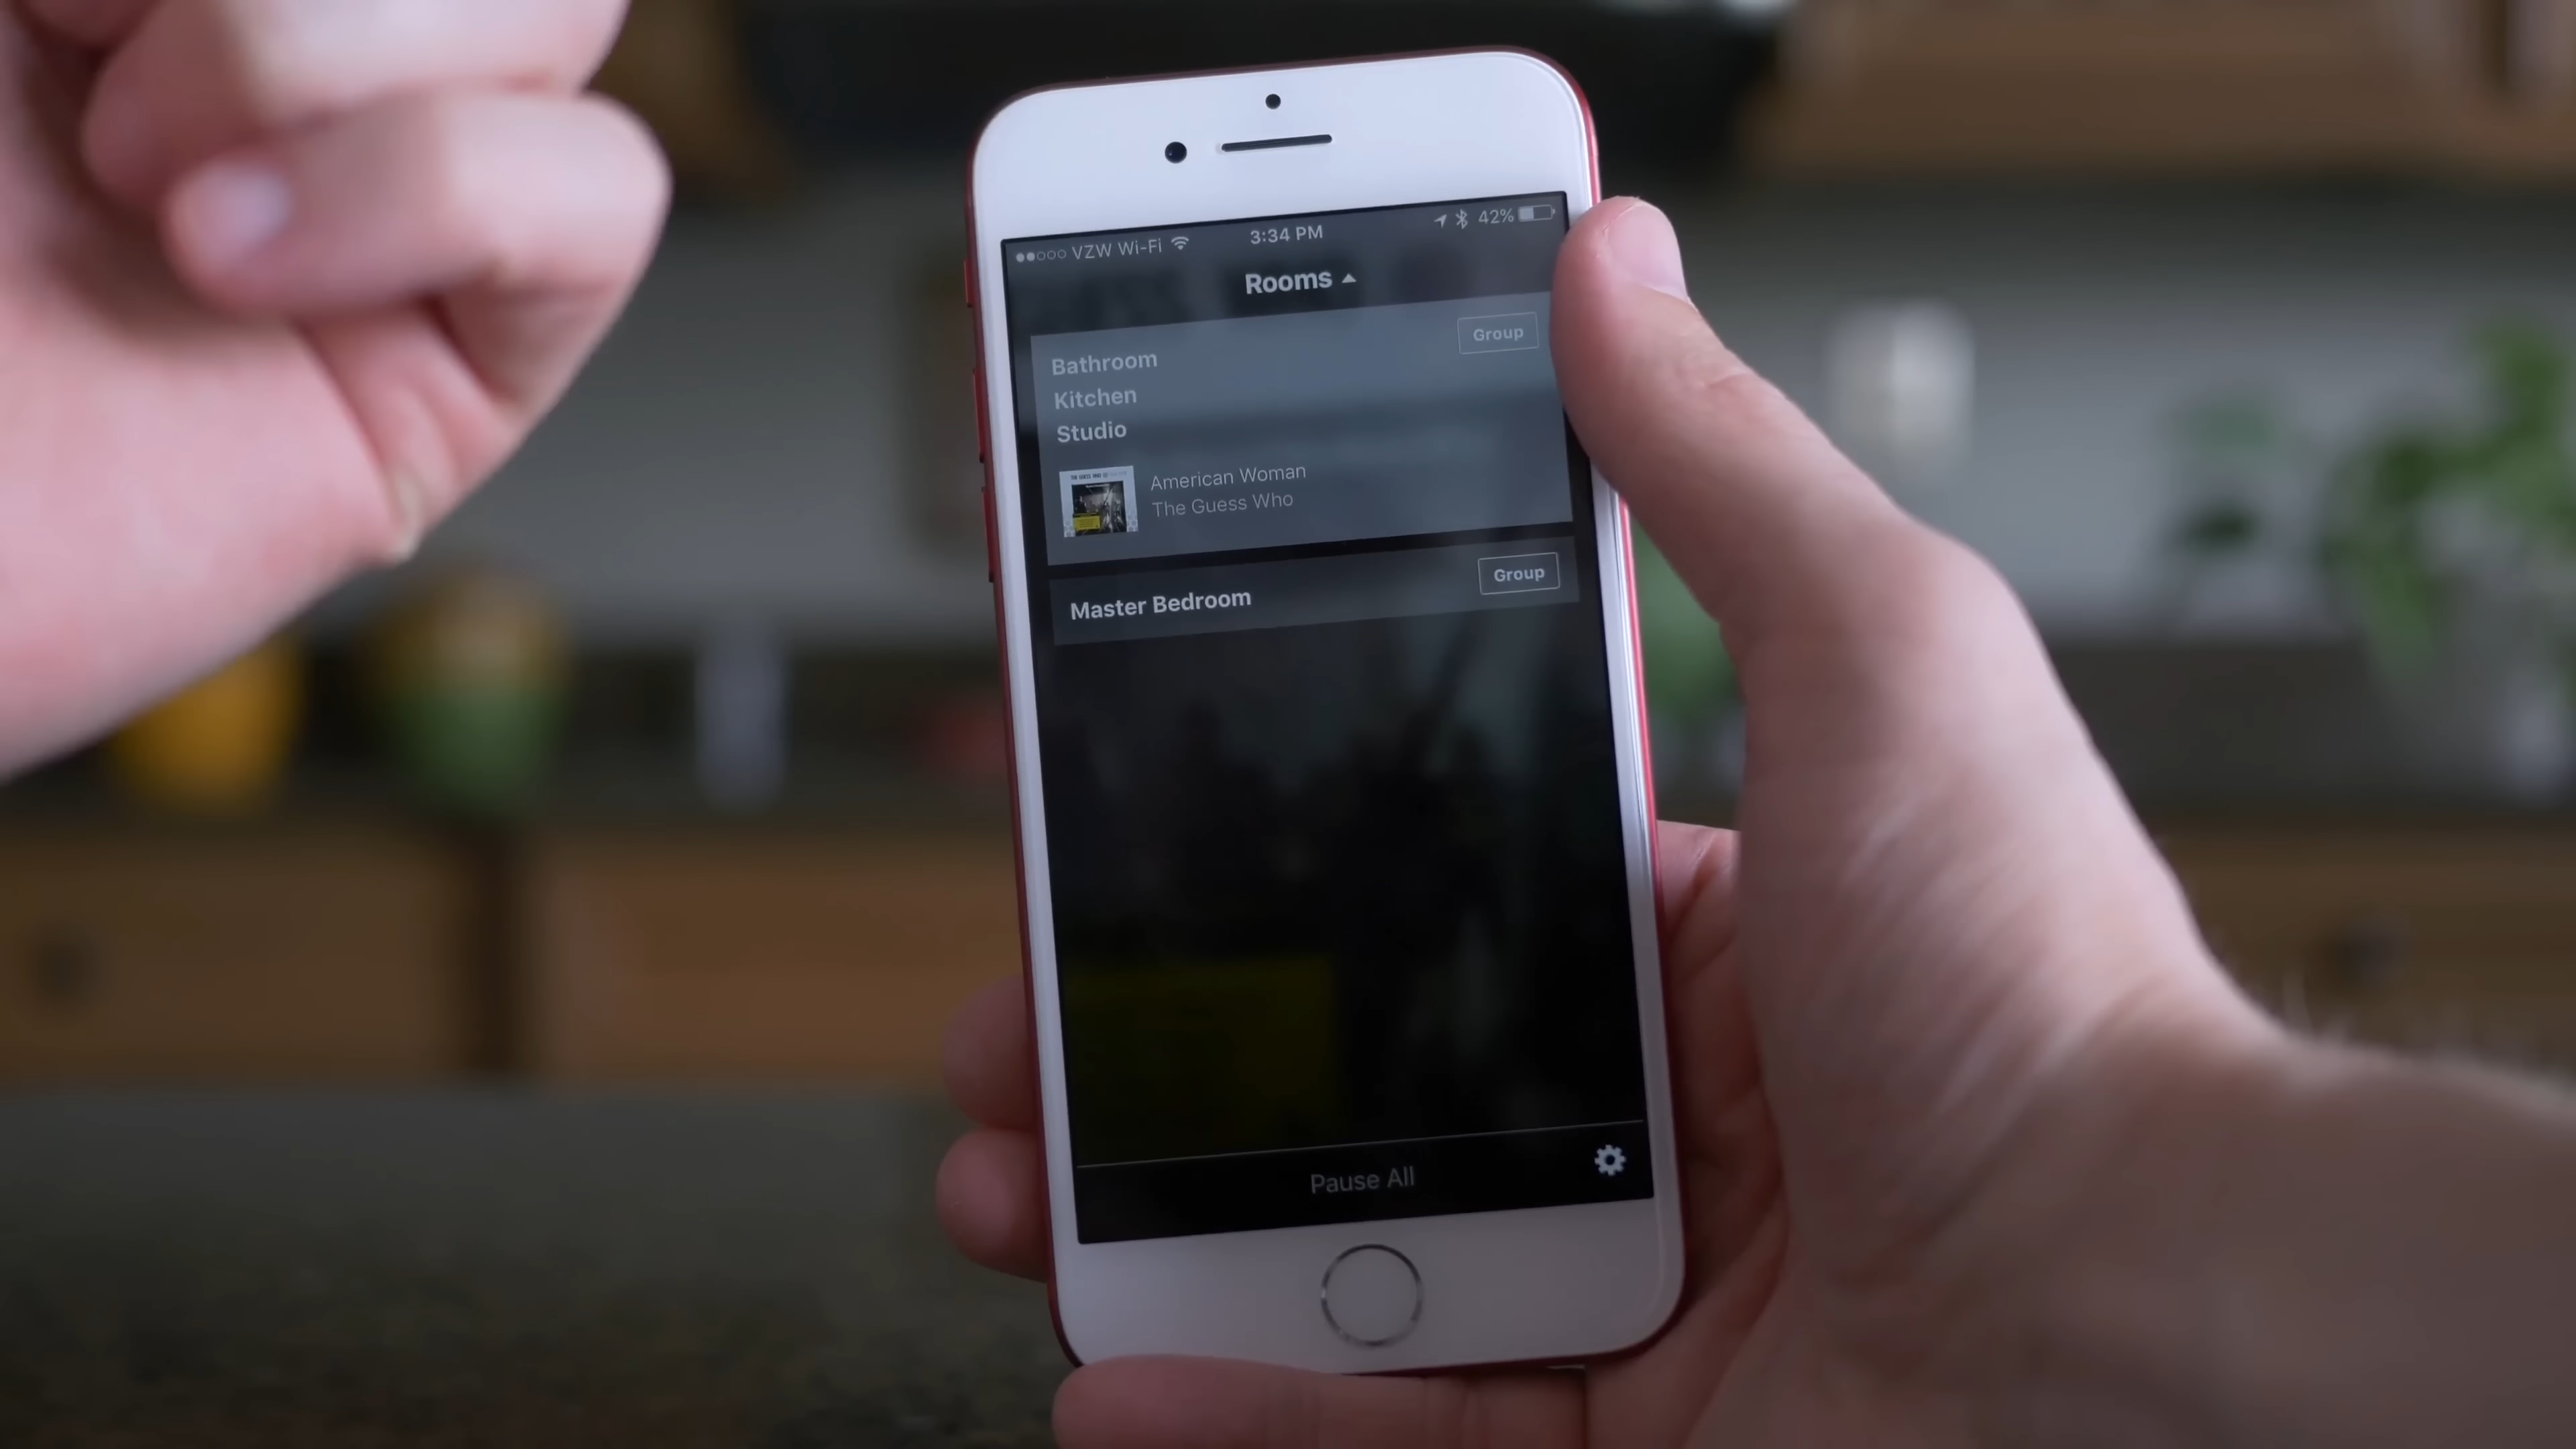 VZW Wi-Fi 3:34 PM 42%
Rooms
Group
Bathroom
Kitchen
Studio
American Woman
The Guess Who
Group
Master Bedroom
Pause All